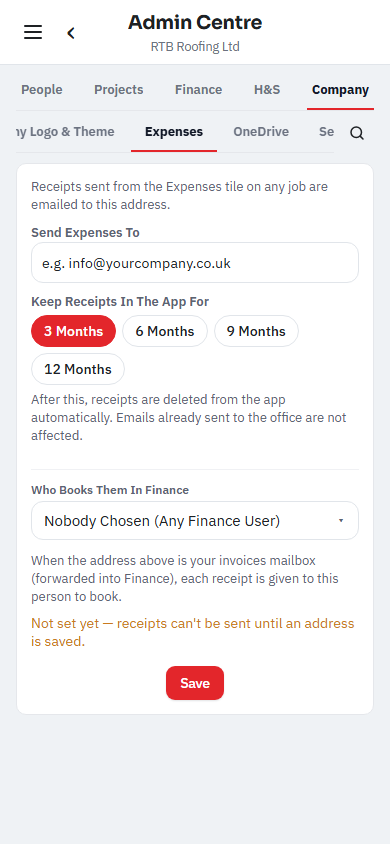 Admin Centre
RTB Roofing Ltd
People Projects Finance H&S Company
Logo & Theme Expenses OneDrive
Receipts sent from the Expenses tile on any job are
emailed to this address.
Send Expenses To
e.g. info@yourcompany.co.uk
Keep Receipts In The App For
3 Months 6 Months 9 Months
12 Months
After this, receipts are deleted from the app
automatically. Emails already sent to the office are not
affected.
Who Books Them In Finance
Nobody Chosen (Any Finance User)
When the address above is your invoices mailbox
(forwarded into Finance), each receipt is given to this
person to book.
Not set yet — receipts can't be sent until an address
is saved.
Save